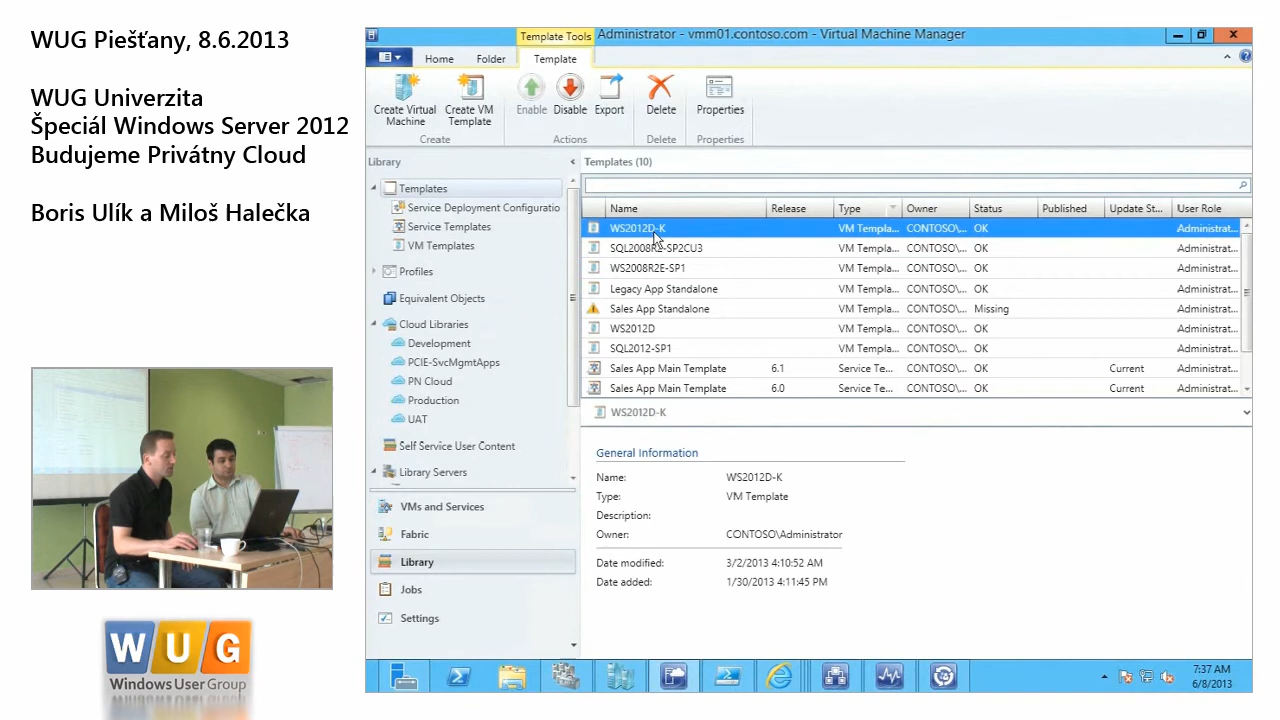 WUG Piešťany, 8.6.2013
WUG Univerzita
Špeciál Windows Server 2012
Budujeme Privátny Cloud
Boris Ulík a Miloš Halečka
W U G
Windows User Group
Template Tools
Administrator - vmm01.contoso.com - Virtual Machine Manager
Home Folder Template
Create Virtual Machine
Create VM Template
Enable Disable Export Delete Properties
Create Actions Delete Properties
Library
Templates
Service Deployment Configuratio
Service Templates
VM Templates
Profiles
Equivalent Objects
Cloud Libraries
Development
PCIE-SvcMgmtApps
PN Cloud
Production
UAT
Self Service User Content
Library Servers
VMs and Services
Fabric
Library
Jobs
Settings
Templates (10)
Name Release Type Owner Status Published Update St... User Role
WS2012D-K VM Templa... CONTOSO\... OK Administrat...
SQL2008R2-SP2CU3 VM Templa... CONTOSO\... OK Administrat...
WS2008R2E-SP1 VM Templa... CONTOSO\... OK Administrat...
Legacy App Standalone VM Templa... CONTOSO\... OK Administrat...
Sales App Standalone VM Templa... CONTOSO\... Missing Administrat...
WS2012D VM Templa... CONTOSO\... OK Administrat...
SQL2012-SP1 VM Templa... CONTOSO\... OK Administrat...
Sales App Main Template 6.1 Service Te... CONTOSO\... OK Current Administrat...
Sales App Main Template 6.0 Service Te... CONTOSO\... OK Current Administrat...
WS2012D-K
General Information
Name: WS2012D-K
Type: VM Template
Description:
Owner: CONTOSO\Administrator
Date modified: 3/2/2013 4:10:52 AM
Date added: 1/30/2013 4:11:45 PM
7:37 AM
6/8/2013